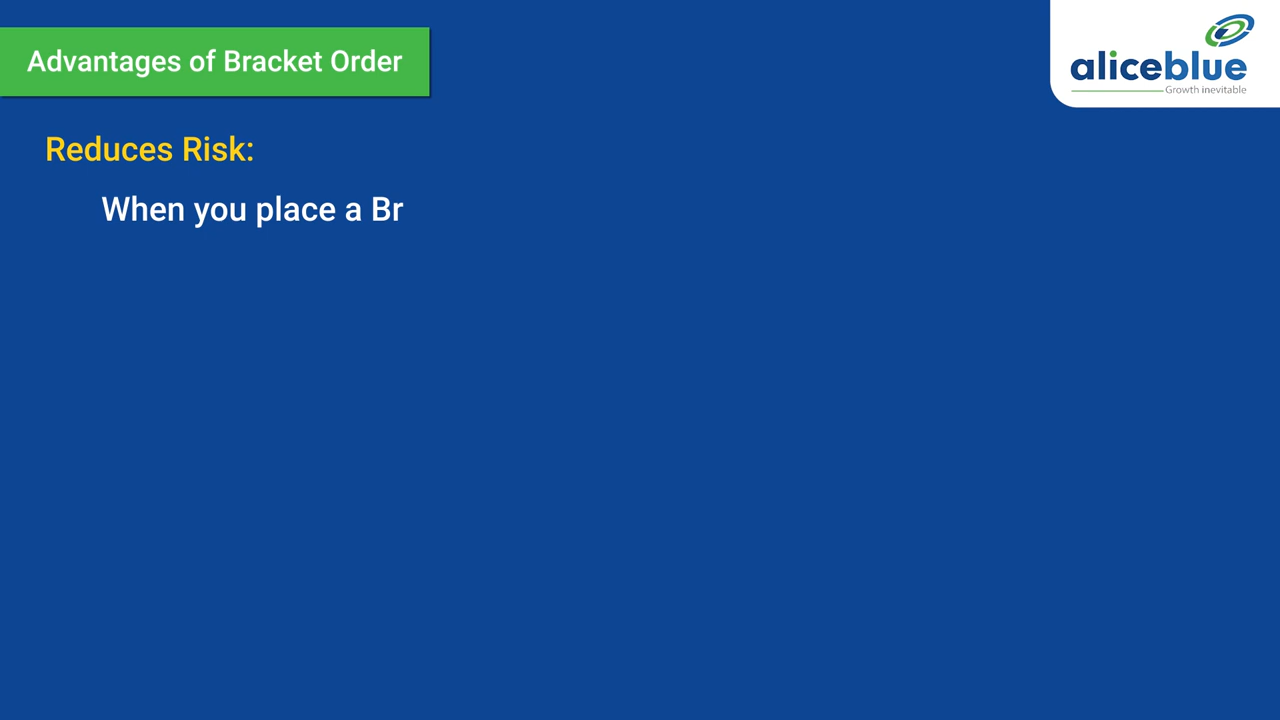 Advantages of Bracket Order
aliceblue
Growth inevitable
Reduces Risk:
When you place a Br